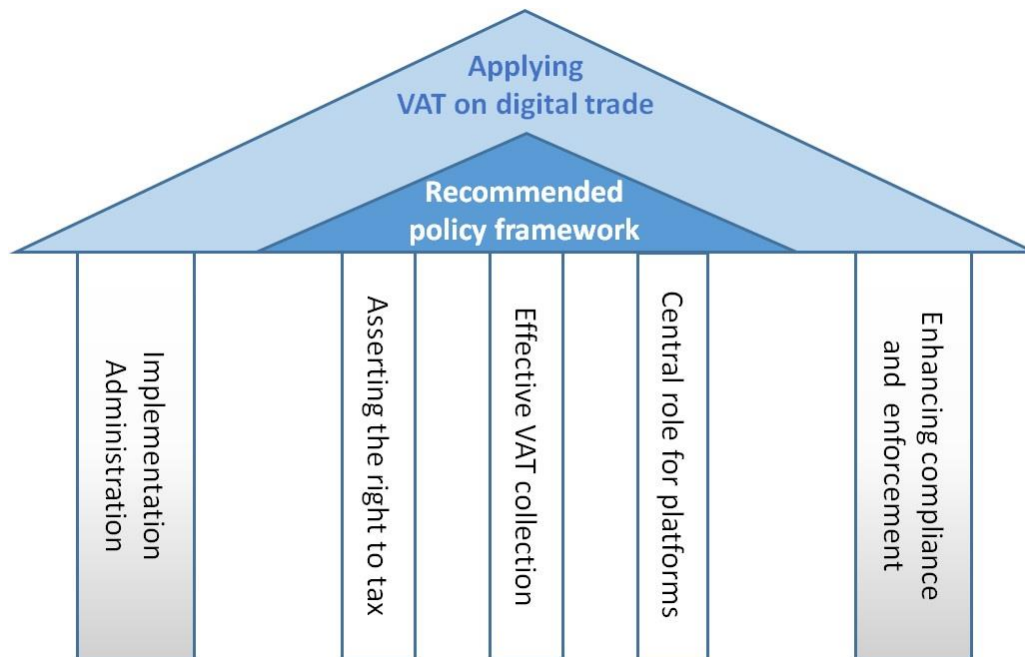 Applying
VAT on digital trade
Recommended
policy framework
Implementation
Administration
Asserting the right to tax
Effective VAT collection
Central role for platforms
Enhancing compliance
and enforcement